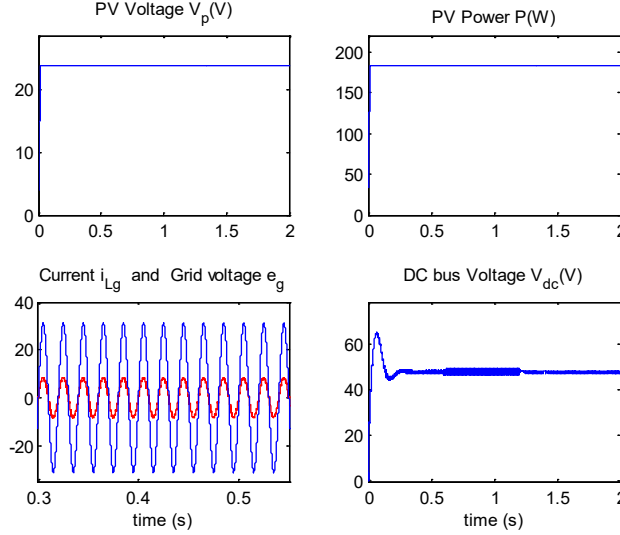 PV Voltage V_p(V)
20
10
0
0 0.5 1 1.5 2
PV Power P(W)
200
150
100
50
0
0 0.5 1 1.5 2
Current i_Lg and Grid voltage e_g
40
20
0
-20
0.3 0.4 0.5
time (s)
DC bus Voltage V_dc(V)
60
40
20
0
0 0.5 1 1.5 2
time (s)